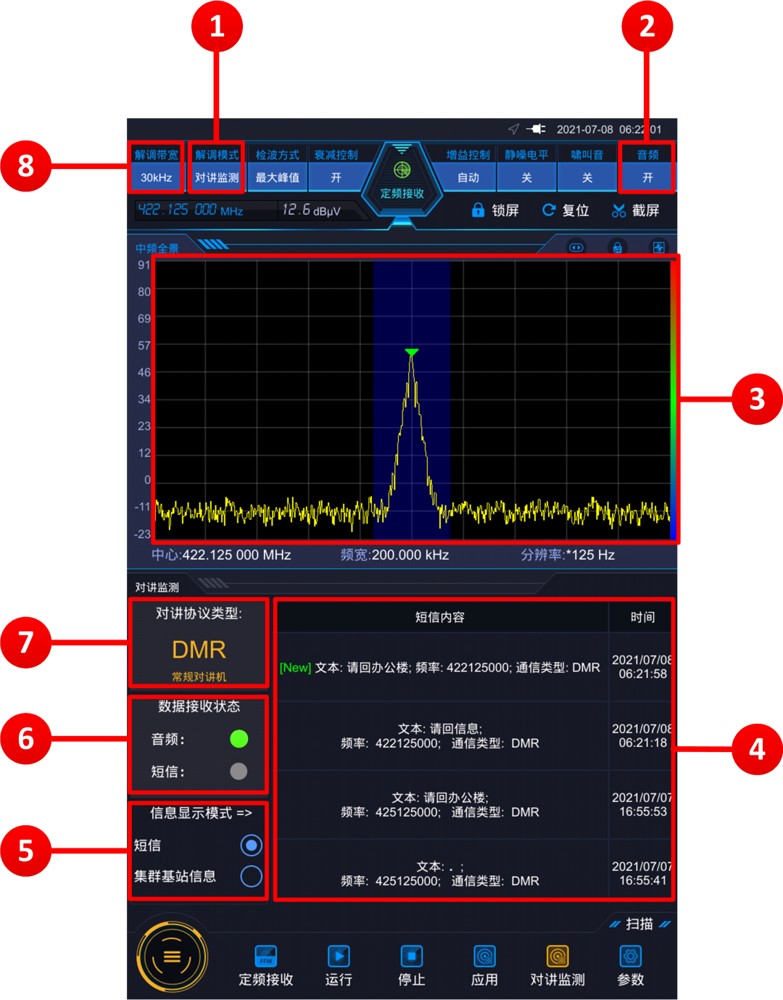 1
2
2021-07-08 06:22:01
8
解调带宽
解调模式
检波方式
衰减控制
增益控制
静噪电平
啸叫音
音频
30kHz
对讲监测
最大峰值
开
定频接收
自动
关
关
开
422.125 000 MHz
12.6 dBμV
锁屏
复位
截屏
中频全景
91
80
69
57
46
34
23
12
0
-11
-23
3
中心:422.125 000 MHz
频宽:200.000 kHz
分辨率:*125 Hz
对讲监测
7
对讲协议类型:
DMR
常规对讲机
6
数据接收状态
音频:
短信:
5
信息显示模式 =>
短信
集群基站信息
短信内容
时间
[New] 文本: 请回办公楼; 频率: 422125000; 通信类型: DMR
2021/07/08
06:21:58
文本: 请回信息;
频率: 422125000; 通信类型: DMR
2021/07/08
06:21:18
4
文本: 请回办公楼;
频率: 425125000; 通信类型: DMR
2021/07/07
16:55:53
文本: . ;
频率: 425125000; 通信类型: DMR
2021/07/07
16:55:41
扫描
FFM
定频接收
运行
停止
应用
对讲监测
参数